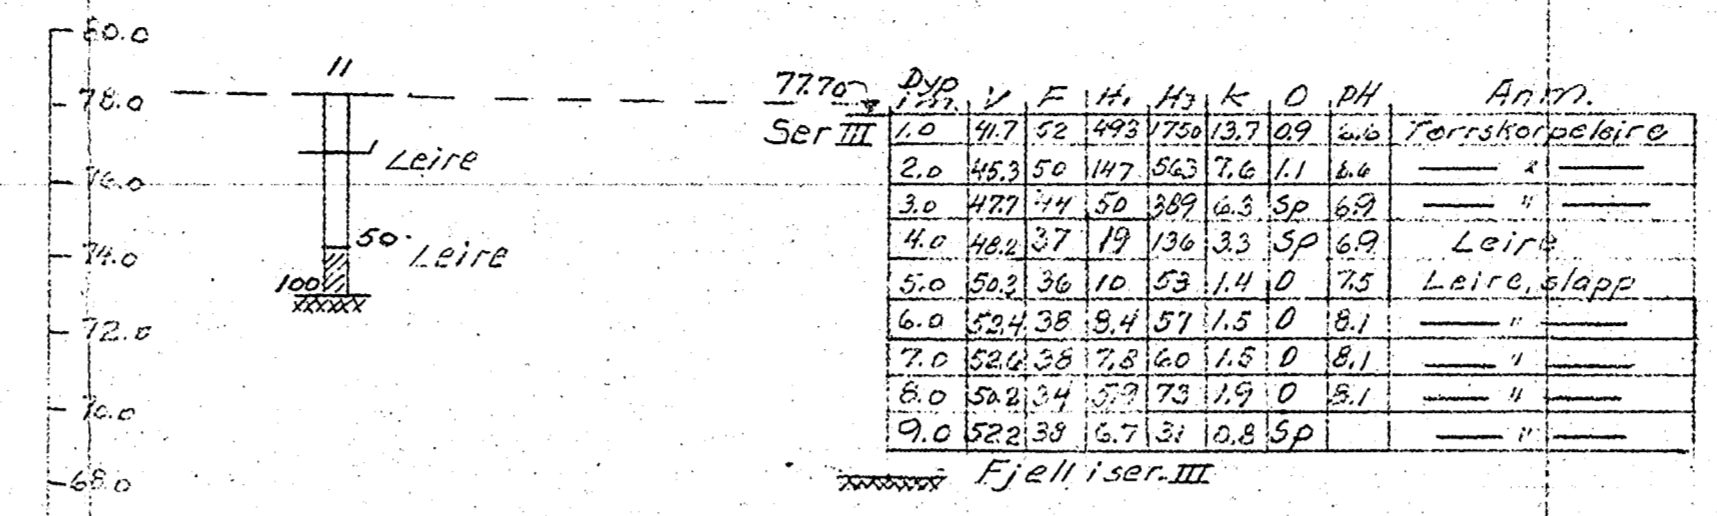 80.0
78.0
76.0
74.0
72.0
70.0
68.0
11
1 Leire
50 Leire
100
77.70
Ser III
Dyp i m. V F H1 H3 k O pH Anm.
1.0 41.7 52 493 1750 13.7 0.9 6.6 Tørrskorpeleire
2.0 45.3 50 147 563 7.6 1.1 6.6 — " —
3.0 47.7 44 50 389 6.3 Sp 6.9 — " —
4.0 48.2 37 19 136 3.3 Sp 6.9 Leire
5.0 50.3 36 10 53 1.4 0 7.5 Leire, slapp
6.0 52.4 38 8.4 57 1.5 0 8.1 — " —
7.0 52.6 38 7.8 60 1.5 0 8.1 — " —
8.0 50.2 34 5.9 73 1.9 0 8.1 — " —
9.0 52.2 38 6.7 31 0.8 Sp — " —
Fjell i ser. III